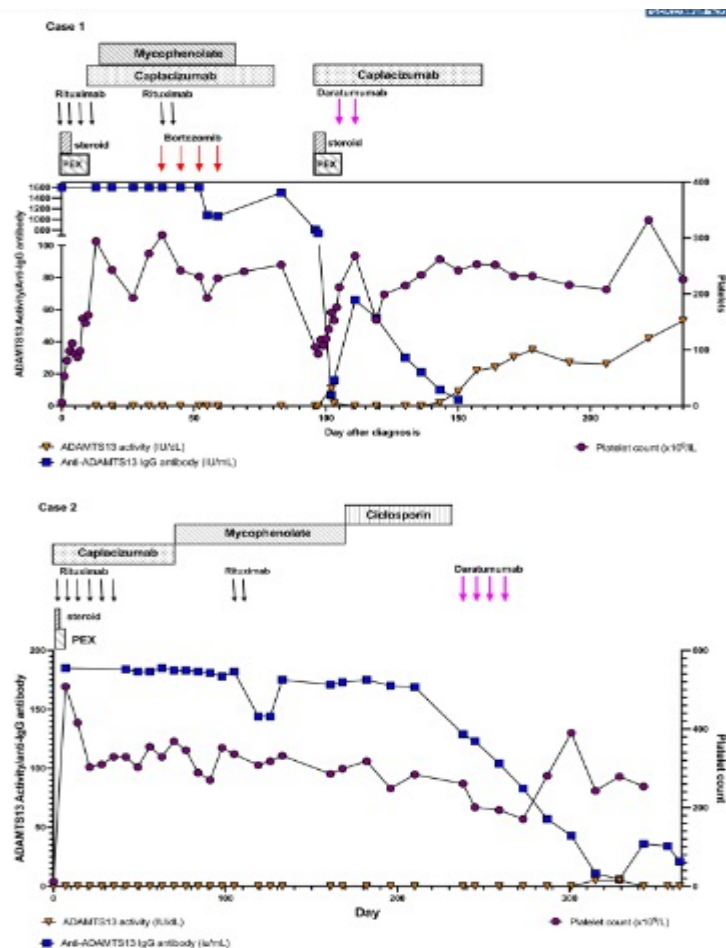 Case 1
Mycophenolate
Caplacizumab
Caplacizumab
Rituximab
Rituximab
Daratumumab
steroid
Bortezomib
steroid
PEX
PEX
ADAMTS13 Activity/Anti-IgG antibody
1600
1400
1200
1000
800
100
80
60
40
20
0
400
300
200
100
0
Platelets
0
50
100
150
200
Day after diagnosis
ADAMTS13 activity (IU/dL)
Anti-ADAMTS13 IgG antibody (IU/mL)
Platelet count (x10⁹/L
Case 2
Ciclosporin
Mycophenolate
Caplacizumab
Rituximab
Rituximab
Daratumumab
steroid
PEX
ADAMTS13 Activity/anti-IgG antibody
200
150
100
50
0
600
400
200
0
Platelet count
0
100
200
300
Day
ADAMTS13 activity (IU/dL)
Anti-ADAMTS13 IgG antibody (iu/mL)
Platelet count (x10⁹/L)